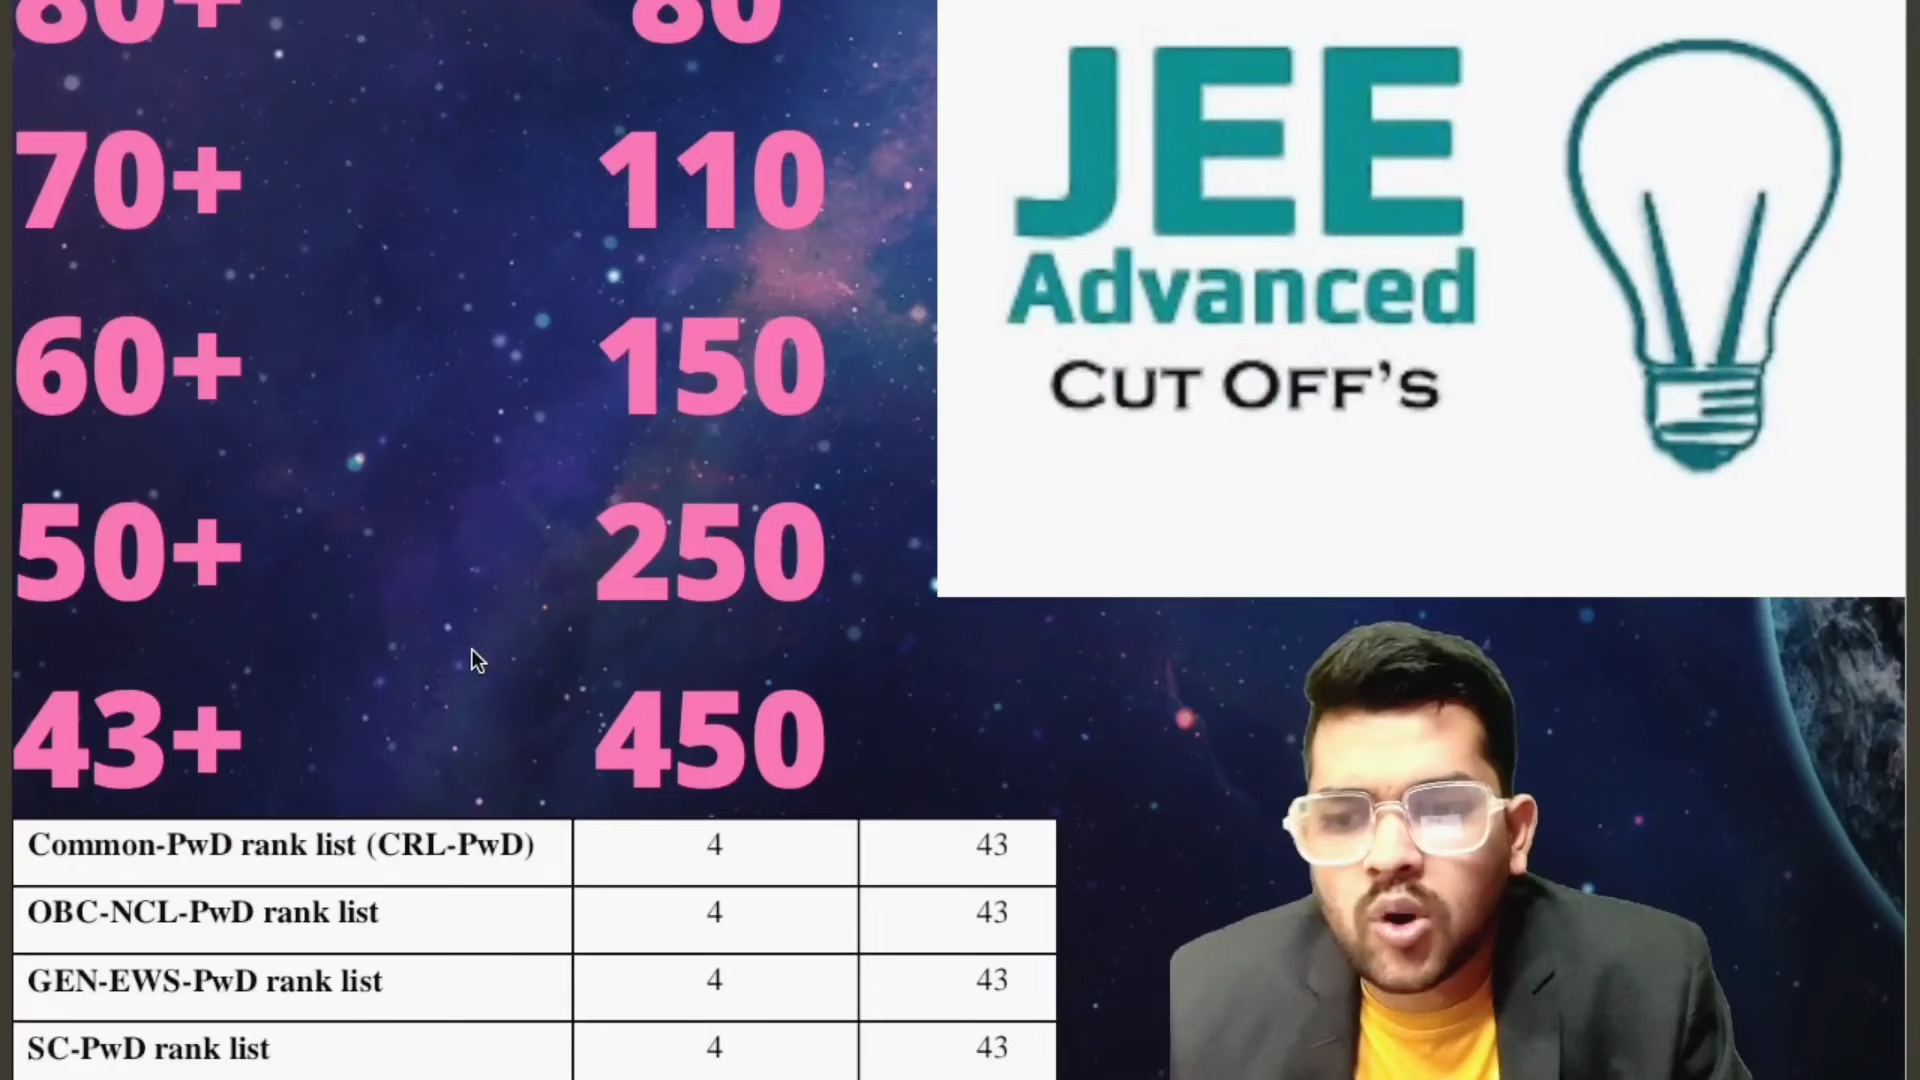 80+ 80
70+ 110
60+ 150
50+ 250
43+ 450
JEE
Advanced
CUT OFF'S
Common-PwD rank list (CRL-PwD) 4 43
OBC-NCL-PwD rank list 4 43
GEN-EWS-PwD rank list 4 43
SC-PwD rank list 4 43